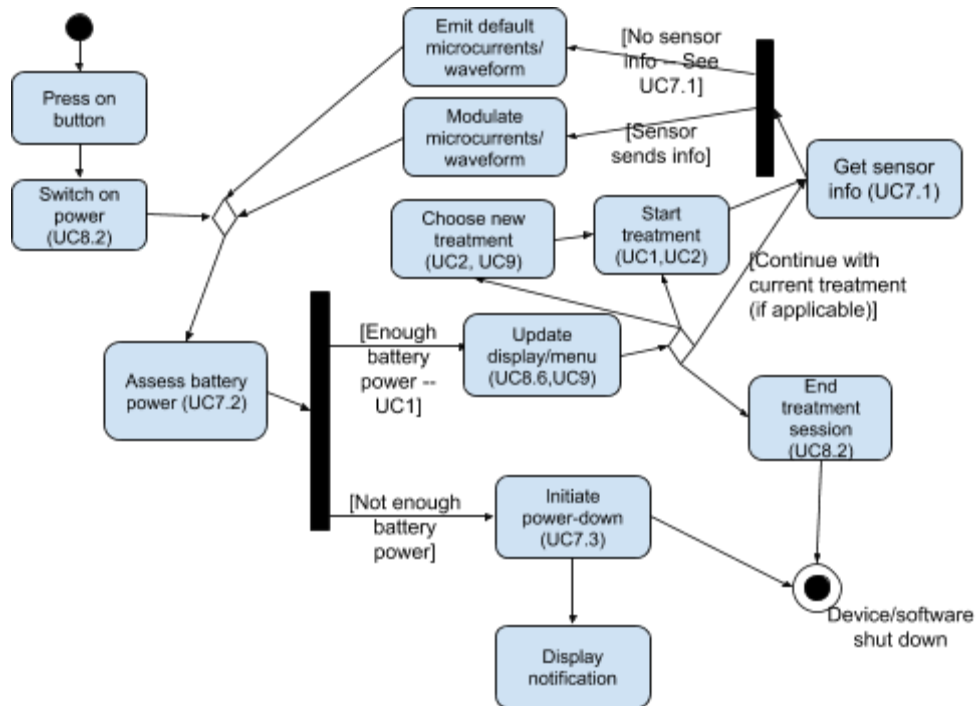 Press on
button
Switch on
power
(UC8.2)
Emit default
microcurrents/
waveform
Modulate
microcurrents/
waveform
[No sensor
info -- See
UC7.1]
[Sensor
sends info]
Get sensor
info (UC7.1)
Choose new
treatment
(UC2, UC9)
Start
treatment
(UC1,UC2)
[Continue with
current treatment
(if applicable)]
Assess battery
power (UC7.2)
[Enough
battery
power --
UC1]
Update
display/menu
(UC8.6,UC9)
End
treatment
session
(UC8.2)
[Not enough
battery
power]
Initiate
power-down
(UC7.3)
Device/software
shut down
Display
notification